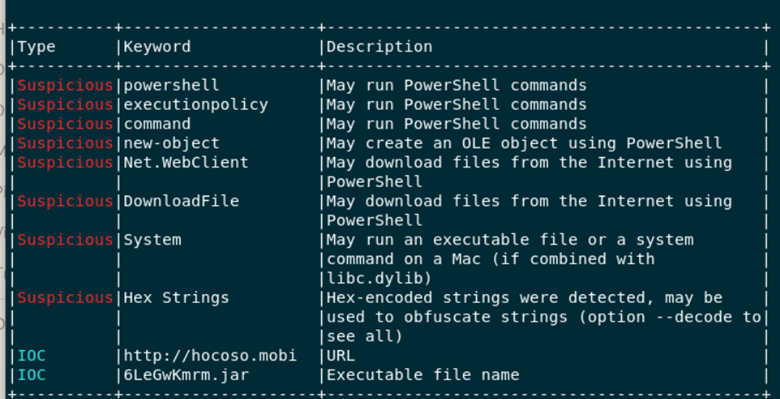 +----------+--------------------+---------------------------------------------+
|Type      |Keyword             |Description                                  |
+----------+--------------------+---------------------------------------------+
|Suspicious|powershell          |May run PowerShell commands                  |
|Suspicious|executionpolicy     |May run PowerShell commands                  |
|Suspicious|command             |May run PowerShell commands                  |
|Suspicious|new-object          |May create an OLE object using PowerShell    |
|Suspicious|Net.WebClient       |May download files from the Internet using   |
|          |                    |PowerShell                                   |
|Suspicious|DownloadFile        |May download files from the Internet using   |
|          |                    |PowerShell                                   |
|Suspicious|System              |May run an executable file or a system       |
|          |                    |command on a Mac (if combined with           |
|          |                    |libc.dylib)                                  |
|Suspicious|Hex Strings         |Hex-encoded strings were detected, may be    |
|          |                    |used to obfuscate strings (option --decode to|
|          |                    |see all)                                     |
|IOC       |http://hocoso.mobi  |URL                                          |
|IOC       |6LeGwKmrm.jar       |Executable file name                         |
+----------+--------------------+---------------------------------------------+